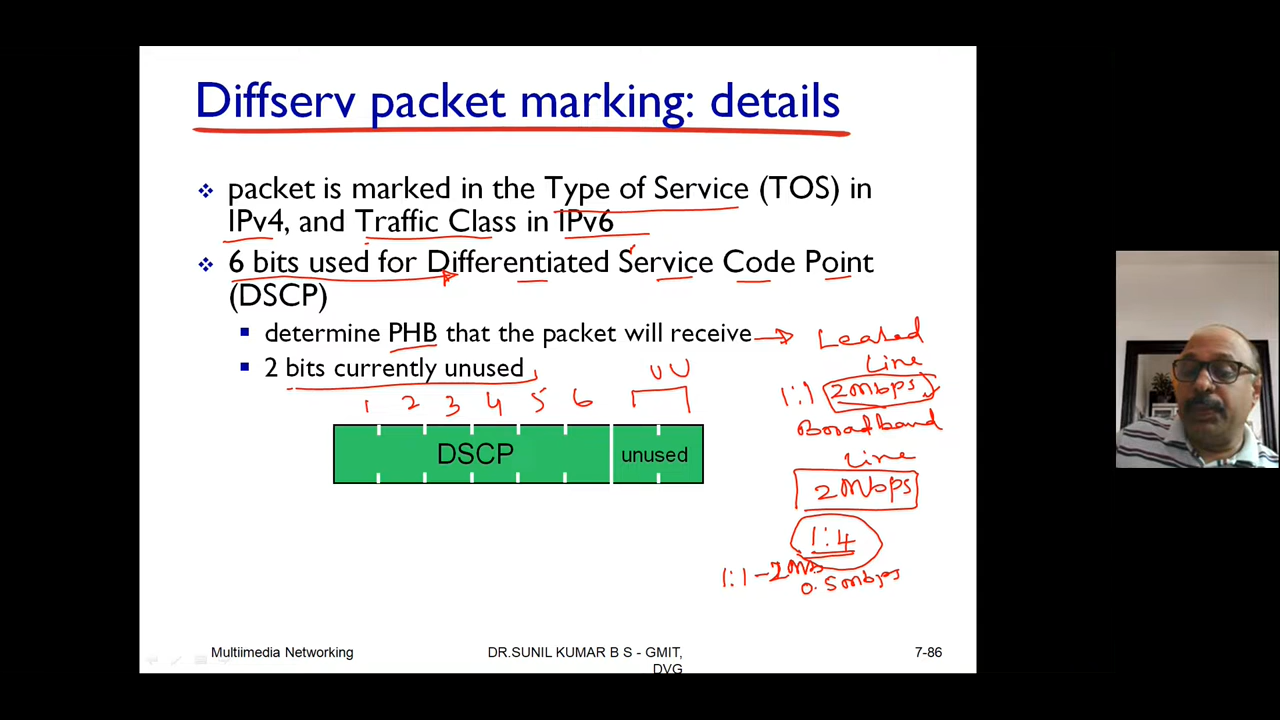 Diffserv packet marking: details
❖ packet is marked in the Type of Service (TOS) in
IPv4, and Traffic Class in IPv6
❖ 6 bits used for Differentiated Service Code Point
(DSCP)
▪ determine PHB that the packet will receive → Leased
Line
▪ 2 bits currently unused
UU
1:1 2Mbps
1 2 3 4 5 6
Broadband
Line
DSCP unused
2Mbps
1:4
1:1 - 2Mb
0.5mbps
Multiimedia Networking
DR.SUNIL KUMAR B S - GMIT,
DVG
7-86